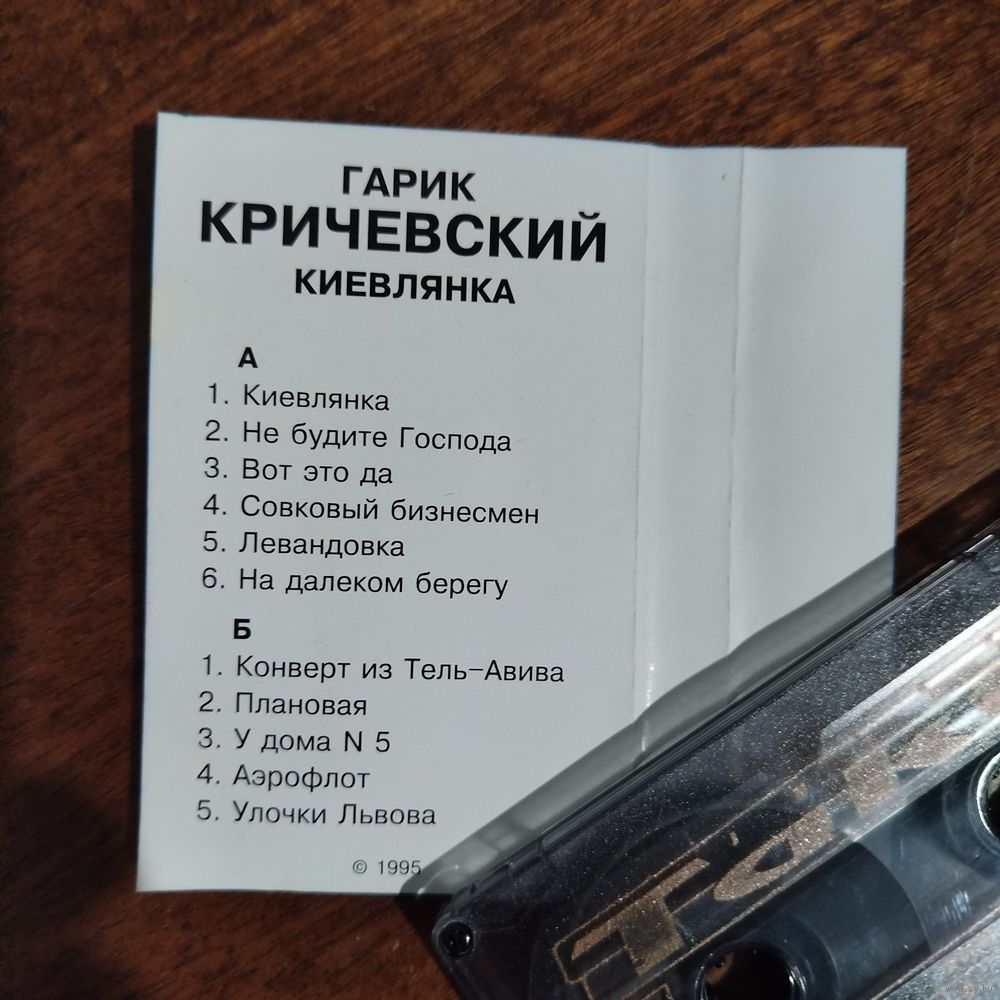 ГАРИК
КРИЧЕВСКИЙ
КИЕВЛЯНКА
А
1. Киевлянка
2. Не будите Господа
3. Вот это да
4. Совковый бизнесмен
5. Левандовка
6. На далеком берегу
Б
1. Конверт из Тель-Авива
2. Плановая
3. У дома N 5
4. Аэрофлот
5. Улочки Львова
© 1995